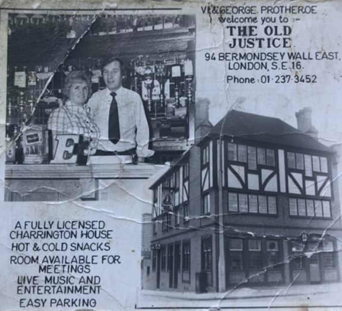 VI & GEORGE PROTHEROE
welcome you to :-
THE OLD
JUSTICE
94 BERMONDSEY WALL EAST,
LONDON, S.E.16.
Phone · 01·237·3452
A FULLY LICENSED
CHARRINGTON HOUSE
HOT & COLD SNACKS
ROOM AVAILABLE FOR
MEETINGS
LIVE MUSIC AND
ENTERTAINMENT
EASY PARKING